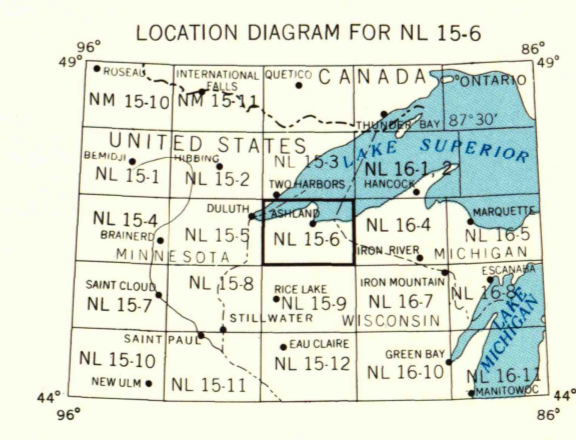 LOCATION DIAGRAM FOR NL 15-6
96° 86°
49° 49°
ROSEAU INTERNATIONAL FALLS QUETICO CANADA ONTARIO
NM 15-10 NM 15-11
THUNDER BAY 87°30'
UNITED STATES LAKE SUPERIOR
BEMIDJI HIBBING NL 15-3 NL 16-1, 2
NL 15-1 NL 15-2 TWO HARBORS HANCOCK
NL 15-4 DULUTH ASHLAND NL 16-4 MARQUETTE
BRAINERD NL 15-5 NL 15-6 NL 16-5
MINNESOTA IRON RIVER MICHIGAN
SAINT CLOUD NL 15-8 RICE LAKE IRON MOUNTAIN ESCANABA
NL 15-7 NL 15-9 NL 16-7 NL 16-8
STILLWATER WISCONSIN LAKE MICHIGAN
SAINT PAUL EAU CLAIRE GREEN BAY
NL 15-10 NL 15-12 NL 16-10 NL 16-11
NEW ULM NL 15-11 MANITOWOC
44° 44°
96° 86°